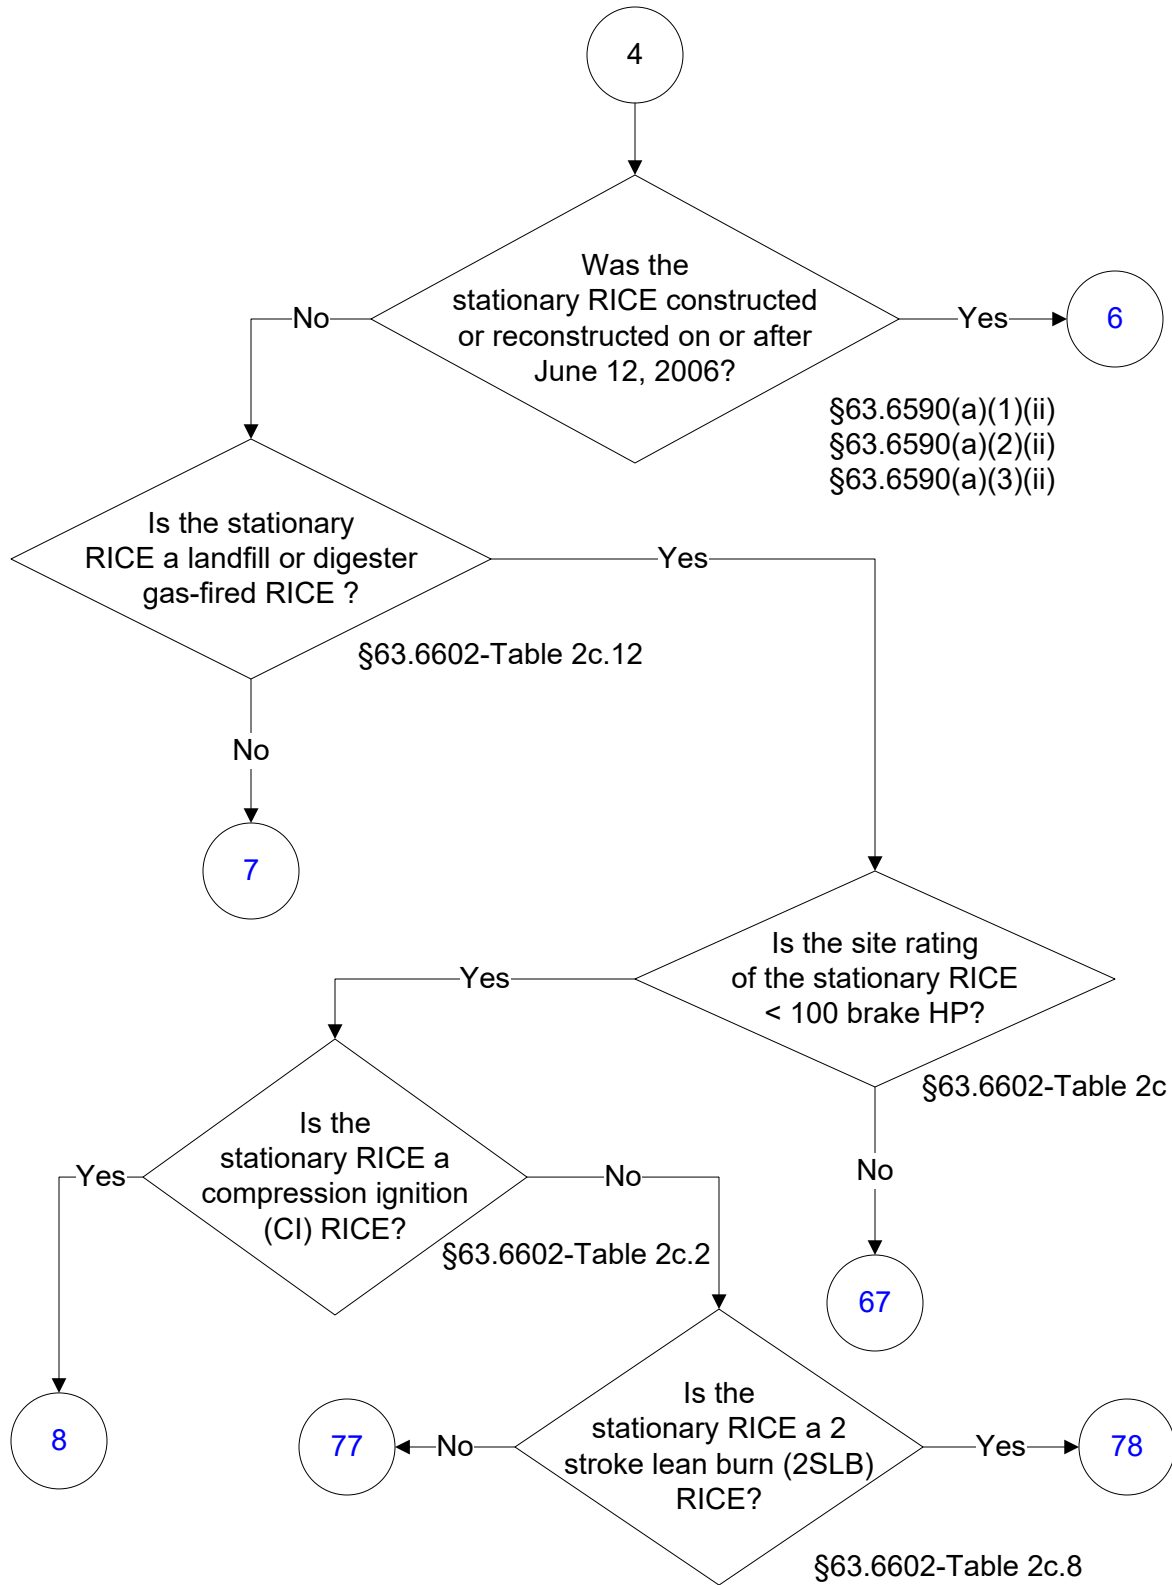 4
Was the
stationary RICE constructed
or reconstructed on or after
June 12, 2006?
No
Yes
6
§63.6590(a)(1)(ii)
§63.6590(a)(2)(ii)
§63.6590(a)(3)(ii)
Is the stationary
RICE a landfill or digester
gas-fired RICE ?
Yes
§63.6602-Table 2c.12
No
7
Is the site rating
of the stationary RICE
< 100 brake HP?
Yes
§63.6602-Table 2c
No
67
Is the
stationary RICE a
compression ignition
(CI) RICE?
Yes
No
§63.6602-Table 2c.2
8
Is the
stationary RICE a 2
stroke lean burn (2SLB)
RICE?
No
77
Yes
78
§63.6602-Table 2c.8